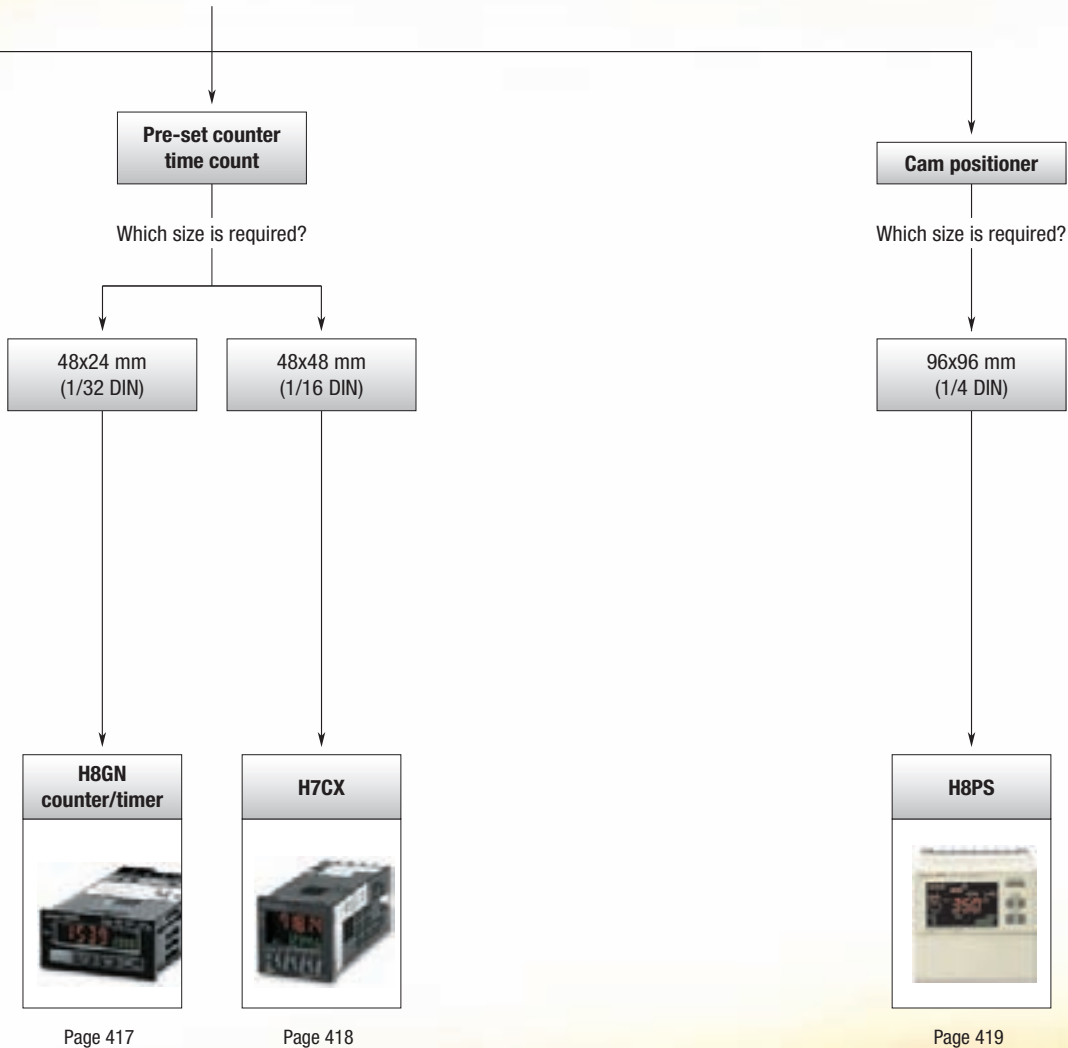 Pre-set counter
time count
Cam positioner
Which size is required?
Which size is required?
48x24 mm
(1/32 DIN)
48x48 mm
(1/16 DIN)
96x96 mm
(1/4 DIN)
H8GN
counter/timer
H7CX
H8PS
Page 417
Page 418
Page 419